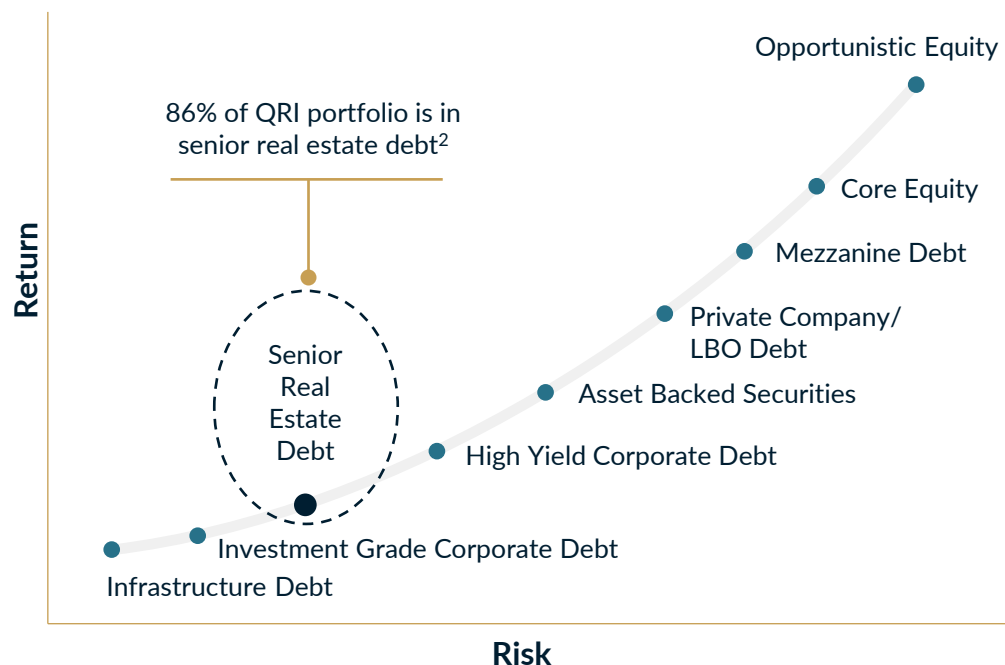 Opportunistic Equity
86% of QRI portfolio is in
senior real estate debt²
Core Equity
Mezzanine Debt
Return
Private Company/
LBO Debt
Senior
Real
Estate
Debt
Asset Backed Securities
High Yield Corporate Debt
Investment Grade Corporate Debt
Infrastructure Debt
Risk